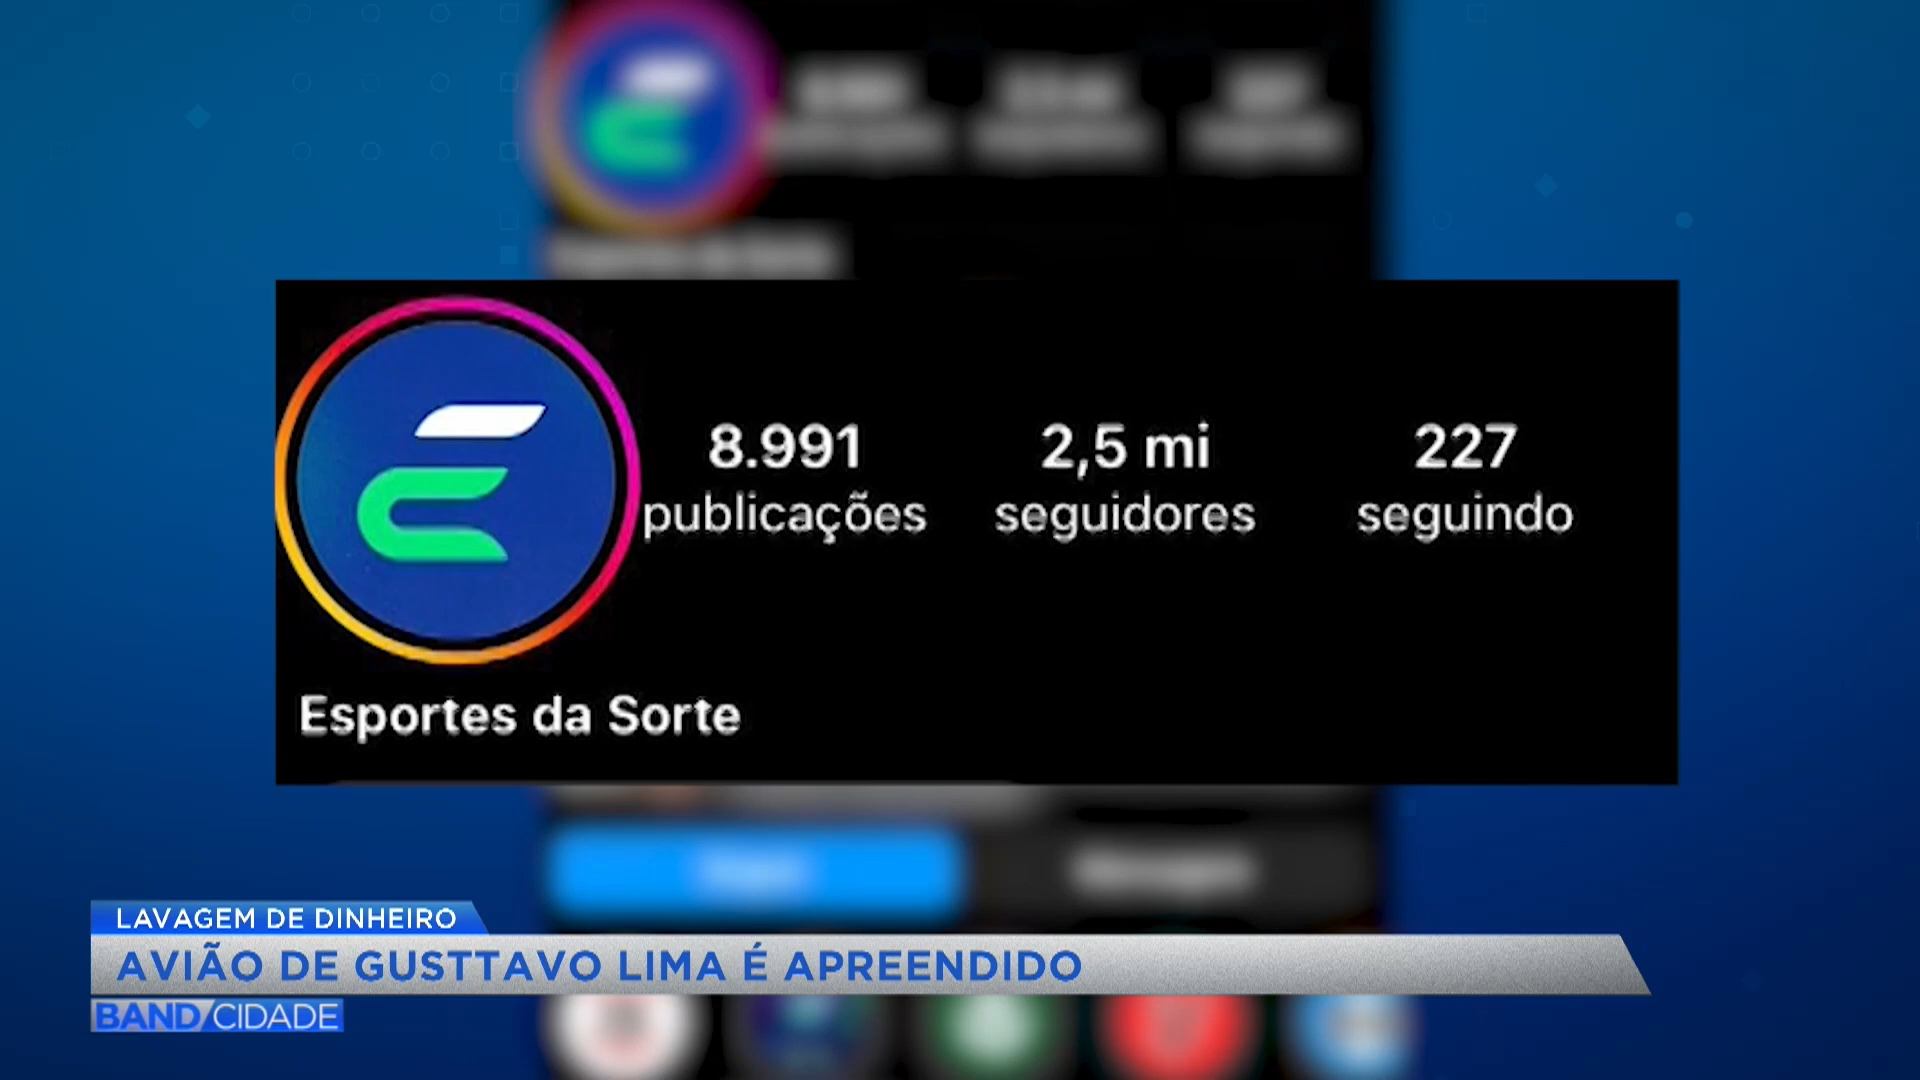 8.991
publicações
2,5 mi
seguidores
227
seguindo
Esportes da Sorte
LAVAGEM DE DINHEIRO
AVIÃO DE GUSTTAVO LIMA É APREENDIDO
BAND/CIDADE